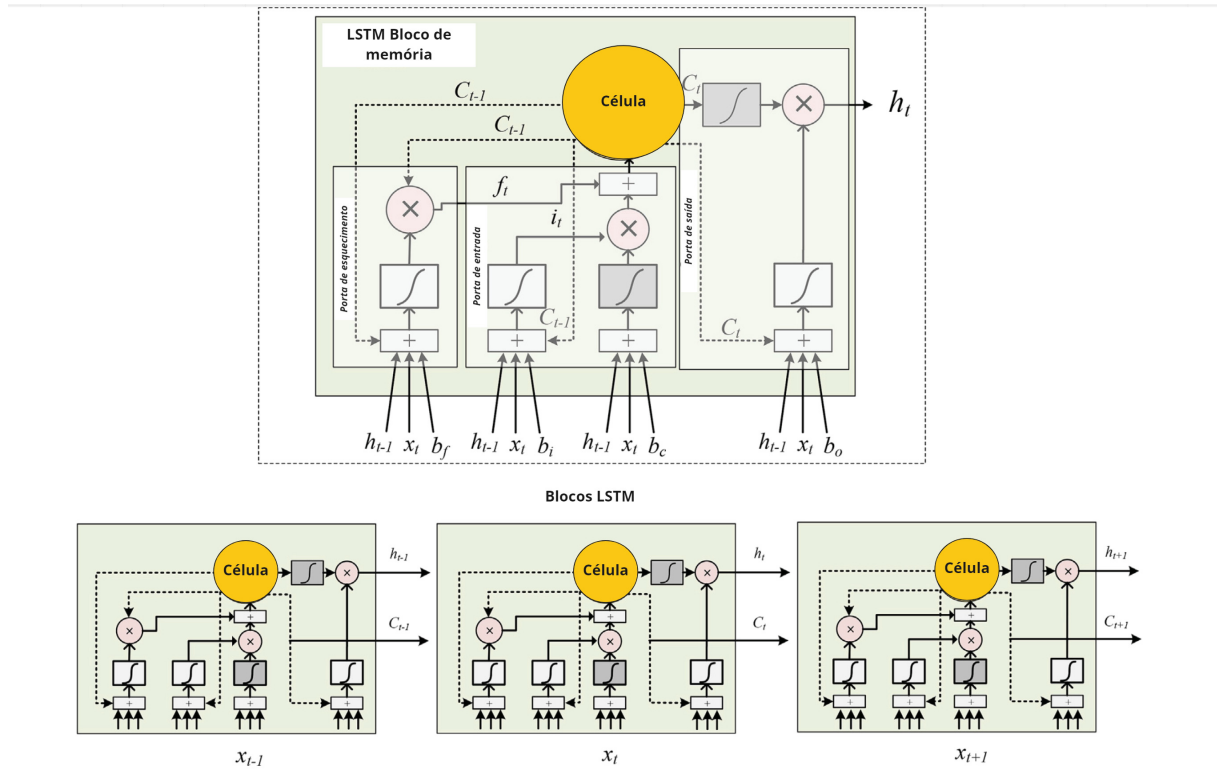 LSTM Bloco de
memória
Célula
C_{t-1}
C_{t-1}
C_t
h_t
f_t
i_t
Porta de esquecimento
Porta de entrada
Porta de saída
C_{t-1}
C_t
+
+
+
+
+
×
×
×
h_{t-1} x_t b_f h_{t-1} x_t b_i h_{t-1} x_t b_c h_{t-1} x_t b_o
Blocos LSTM
Célula
h_{t-1}
C_{t-1}
x_{t-1}
Célula
h_t
C_t
x_t
Célula
h_{t+1}
C_{t+1}
x_{t+1}